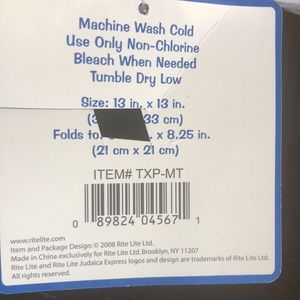 Machine Wash Cold
Use Only Non-Chlorine
Bleach When Needed
Tumble Dry Low
Size: 13 in. x 13 in.
33 cm)
Folds to: x 8.25 in.
(21 cm x 21 cm)
ITEM# TXP-MT
0 89824 04567 1
www.ritelite.com
Item and Package Design: © 2008 Rite Lite Ltd.
Made in China exclusively for Rite Lite Ltd. Brooklyn, NY 11207
Rite Lite and Rite Lite Judaica Express logos and design are trademarks of Rite Lite Ltd.
All rights reserved.